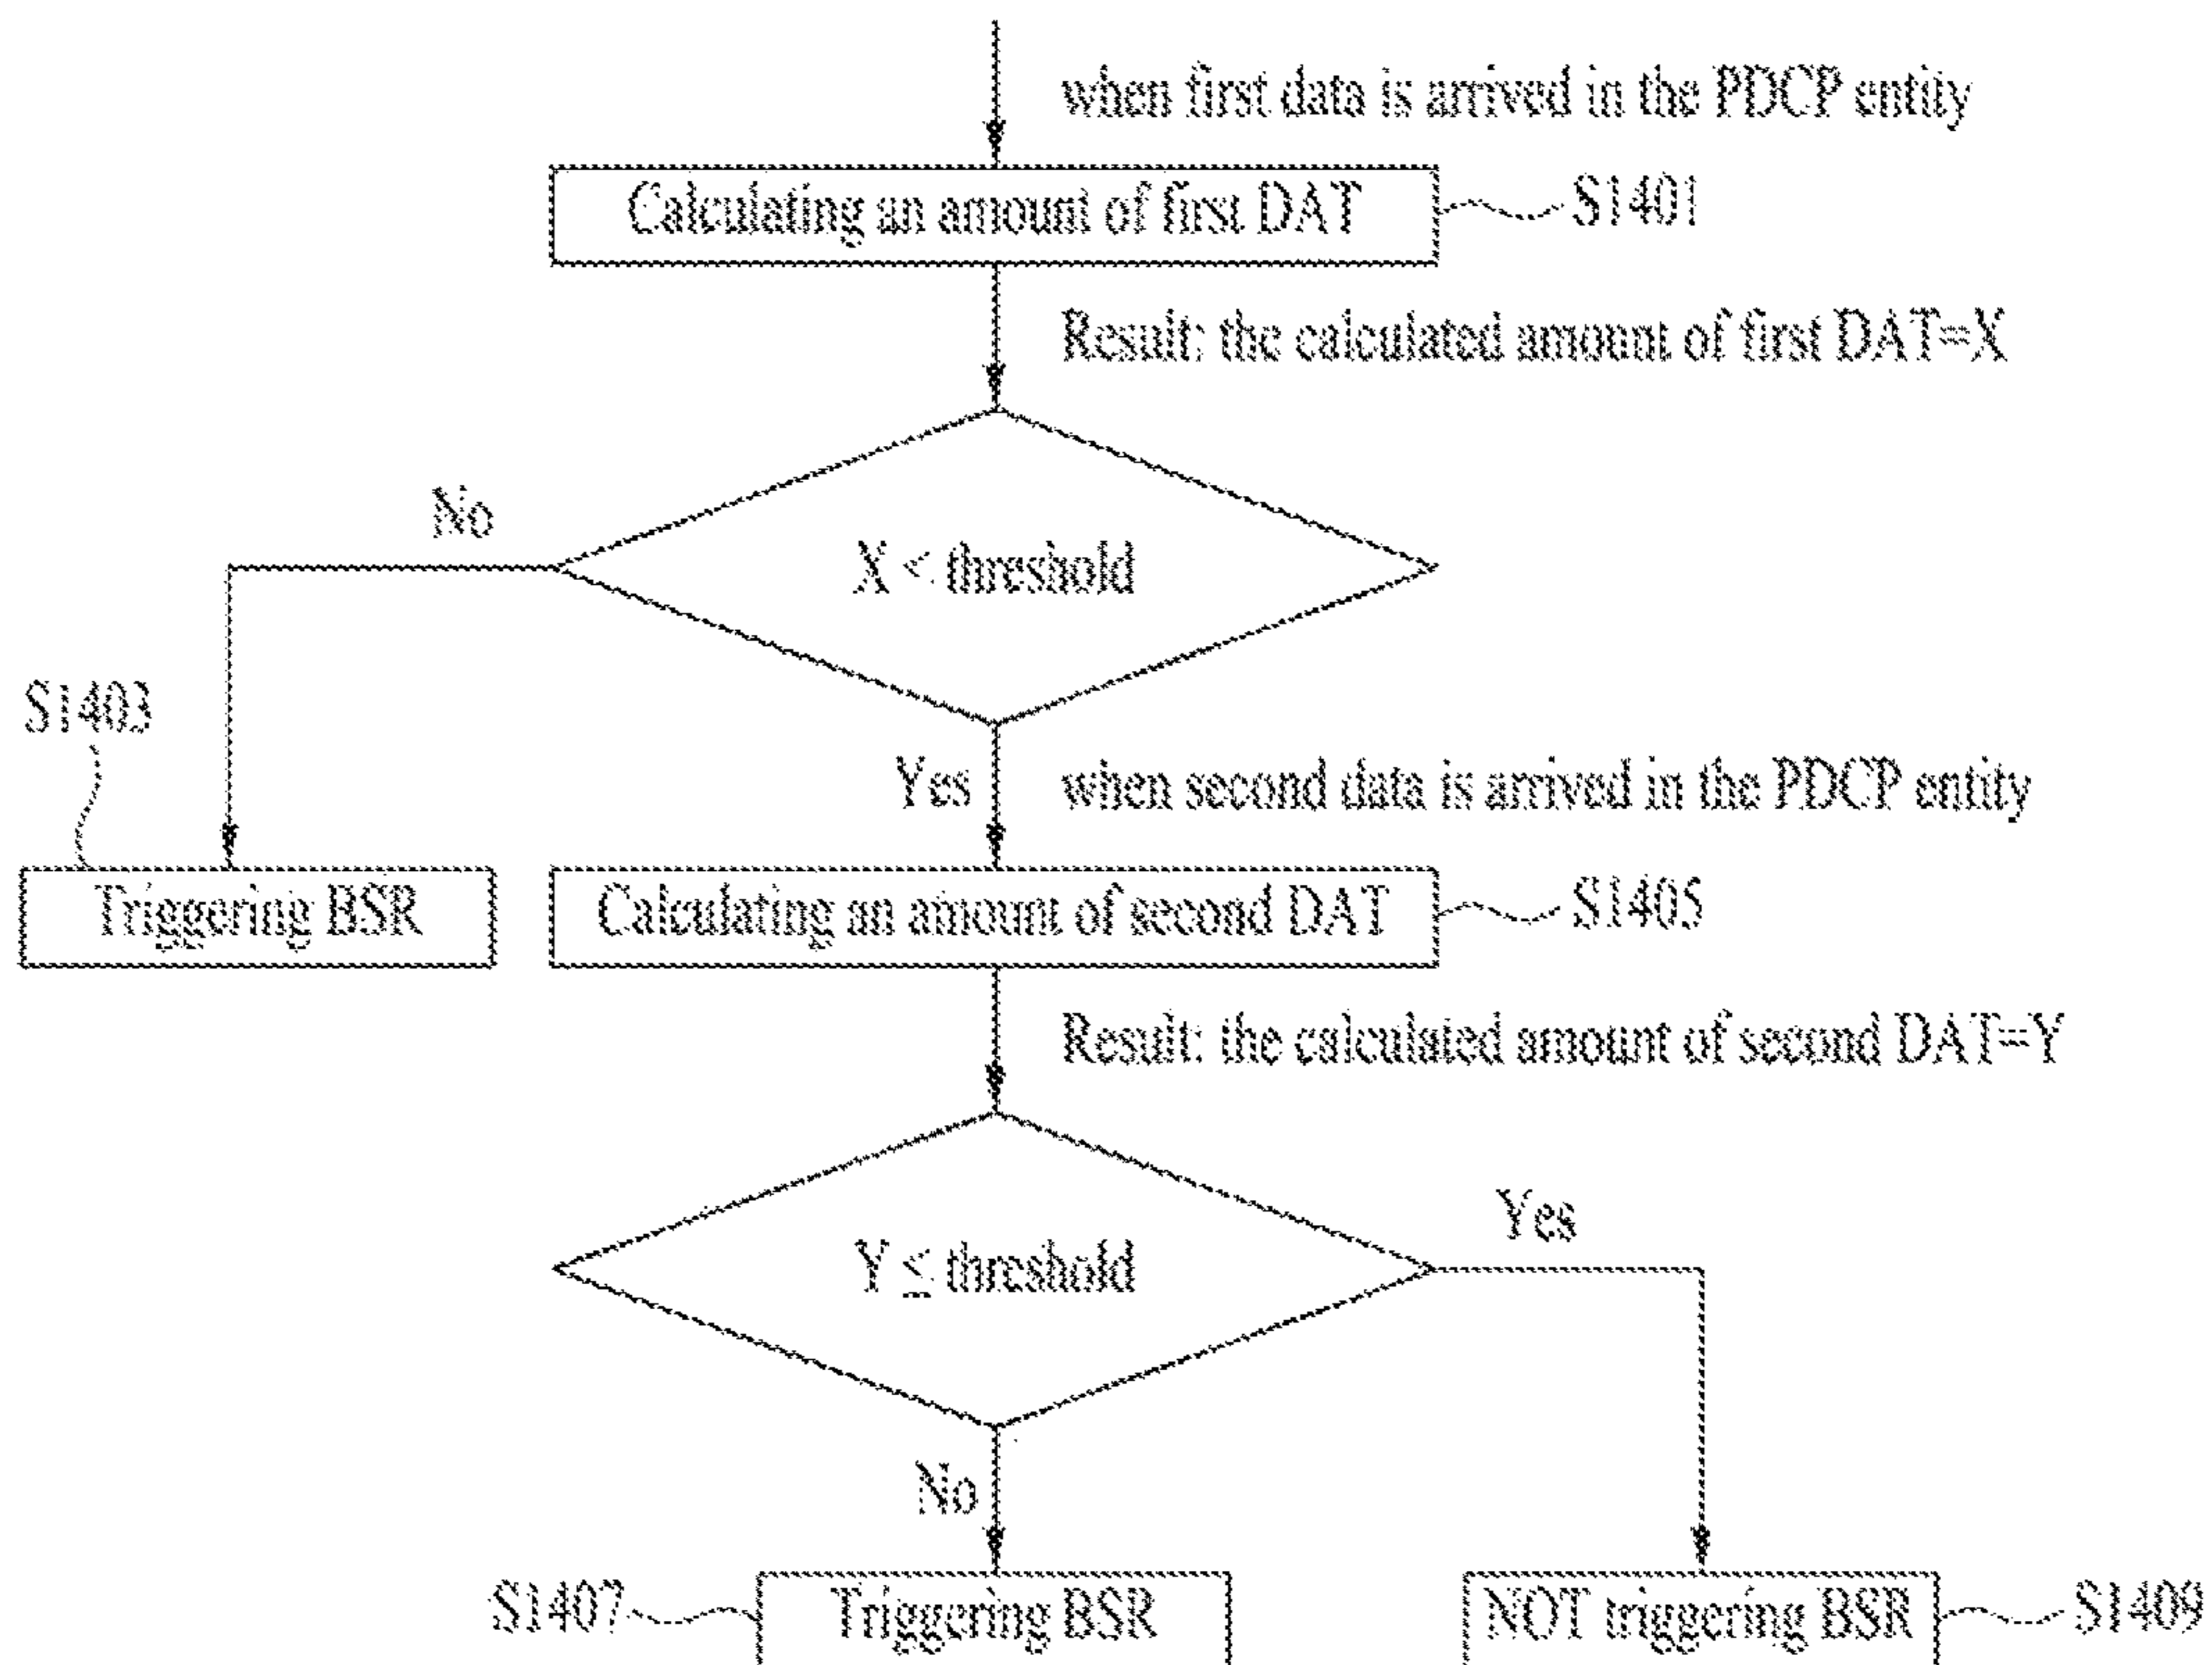 when first data is arrived in the PDCP entity
Calculating an amount of first DAT
S1401
Result: the calculated amount of first DAT=X
No
X < threshold
S1403
Yes
when second data is arrived in the PDCP entity
Triggering BSR
Calculating an amount of second DAT
S1405
Result: the calculated amount of second DAT=Y
Yes
Y ≤ threshold
No
S1407
Triggering BSR
NOT triggering BSR
S1409